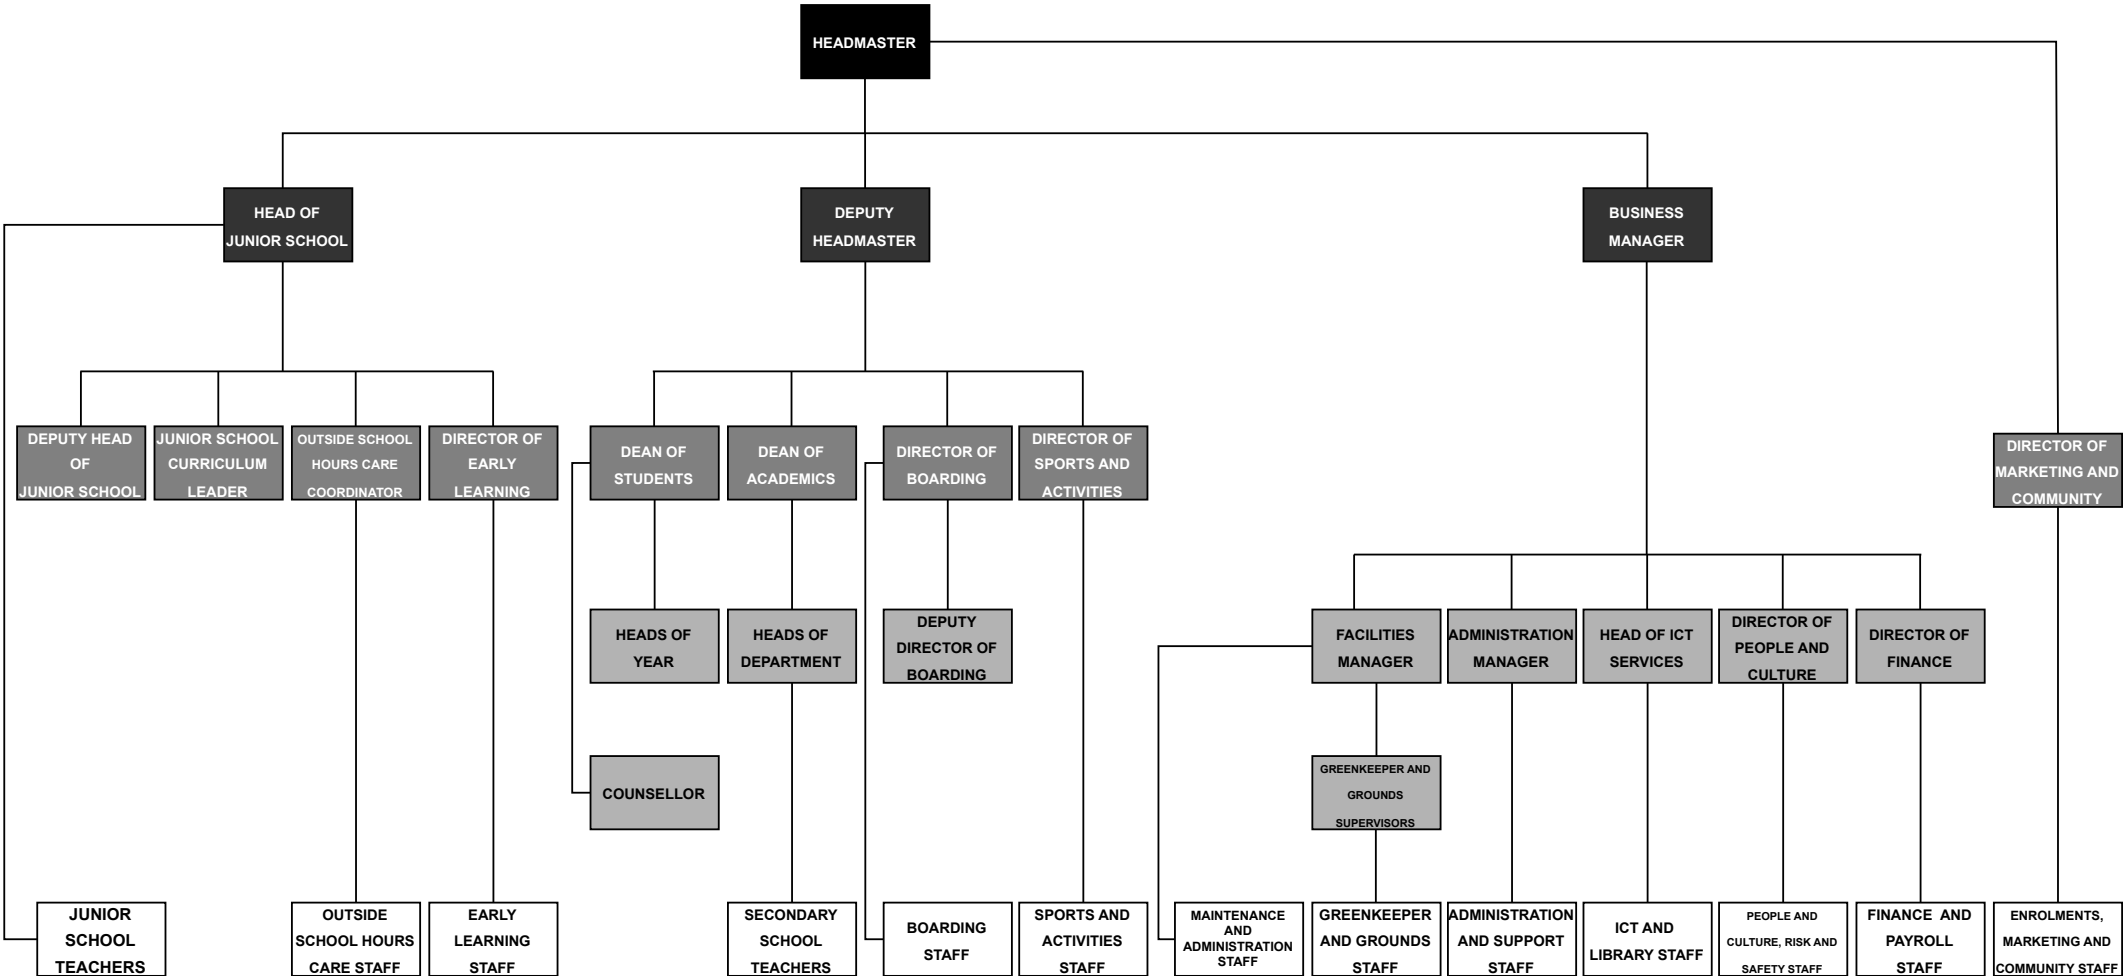 HEADMASTER
HEAD OF
JUNIOR SCHOOL
DEPUTY
HEADMASTER
BUSINESS
MANAGER
DEPUTY HEAD
OF
JUNIOR SCHOOL
JUNIOR SCHOOL
CURRICULUM
LEADER
OUTSIDE SCHOOL
HOURS CARE
COORDINATOR
DIRECTOR OF
EARLY
LEARNING
DEAN OF
STUDENTS
DEAN OF
ACADEMICS
DIRECTOR OF
BOARDING
DIRECTOR OF
SPORTS AND
ACTIVITIES
DIRECTOR OF
MARKETING AND
COMMUNITY
HEADS OF
YEAR
HEADS OF
DEPARTMENT
DEPUTY
DIRECTOR OF
BOARDING
FACILITIES
MANAGER
ADMINISTRATION
MANAGER
HEAD OF ICT
SERVICES
DIRECTOR OF
PEOPLE AND
CULTURE
DIRECTOR OF
FINANCE
COUNSELLOR
GREENKEEPER AND
GROUNDS
SUPERVISORS
JUNIOR
SCHOOL
TEACHERS
OUTSIDE
SCHOOL HOURS
CARE STAFF
EARLY
LEARNING
STAFF
SECONDARY
SCHOOL
TEACHERS
BOARDING
STAFF
SPORTS AND
ACTIVITIES
STAFF
MAINTENANCE
AND
ADMINISTRATION
STAFF
GREENKEEPER
AND GROUNDS
STAFF
ADMINISTRATION
AND SUPPORT
STAFF
ICT AND
LIBRARY STAFF
PEOPLE AND
CULTURE, RISK AND
SAFETY STAFF
FINANCE AND
PAYROLL
STAFF
ENROLMENTS,
MARKETING AND
COMMUNITY STAFF